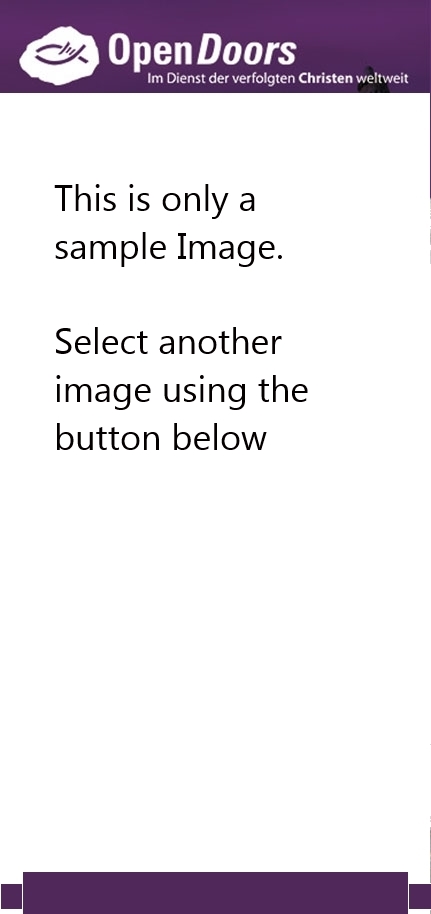 Open Doors
Im Dienst der verfolgten Christen weltweit
This is only a
sample Image.
Select another
image using the
button below